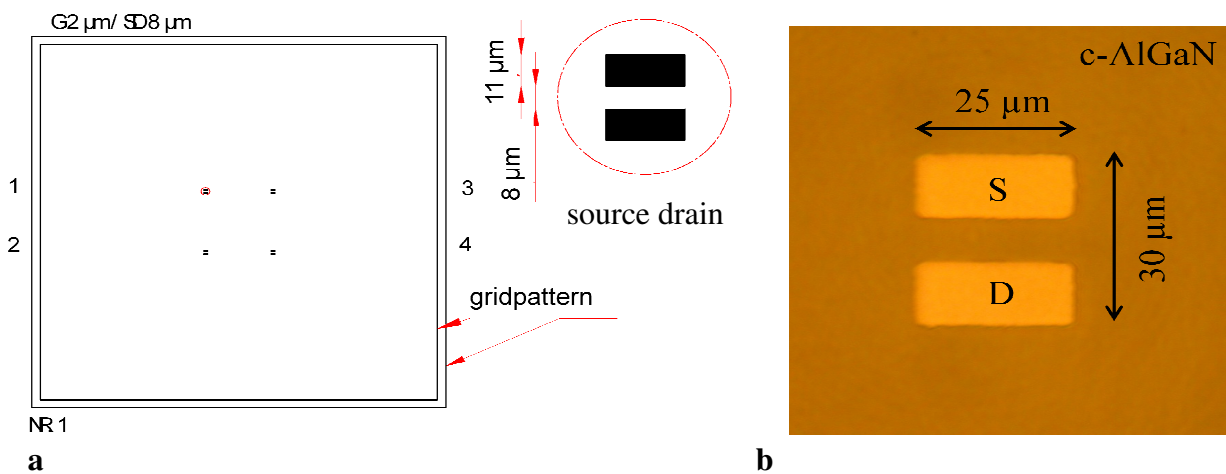 G2 µm/ SD8 µm
1
2
3
4
gridpattern
NR 1
11 µm
8 µm
source drain
a
c-AlGaN
25 µm
S
D
30 µm
b